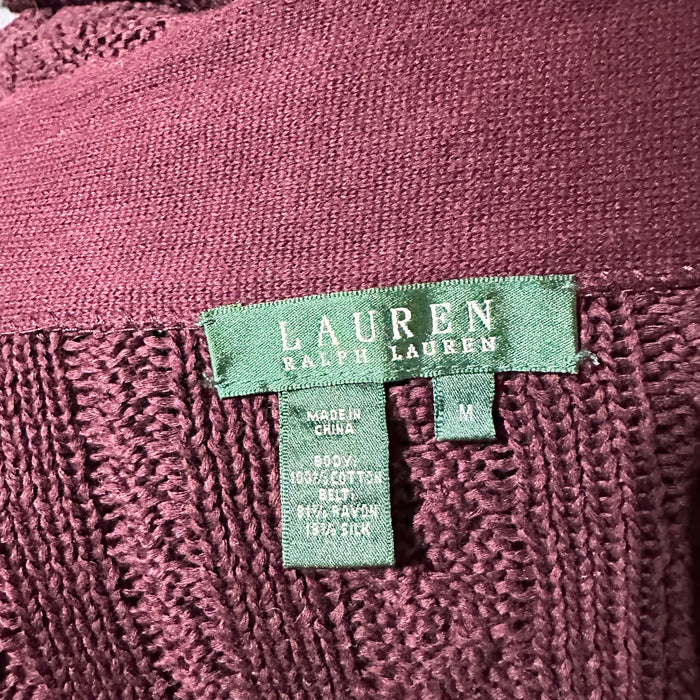 LAUREN
RALPH LAUREN
M
MADE IN
CHINA
BODY:
100% COTTON
BELT:
81% RAYON
19% SILK